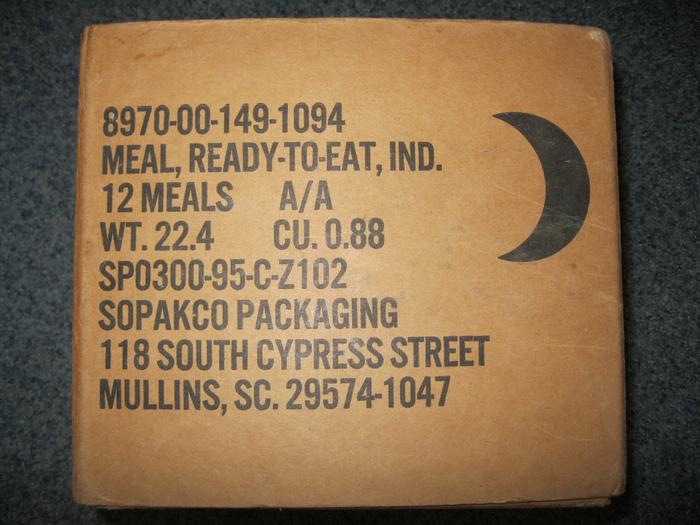 8970-00-149-1094
MEAL, READY-TO-EAT, IND.
12 MEALS A/A
WT. 22.4 CU. 0.88
SP0300-95-C-Z102
SOPAKCO PACKAGING
118 SOUTH CYPRESS STREET
MULLINS, SC. 29574-1047